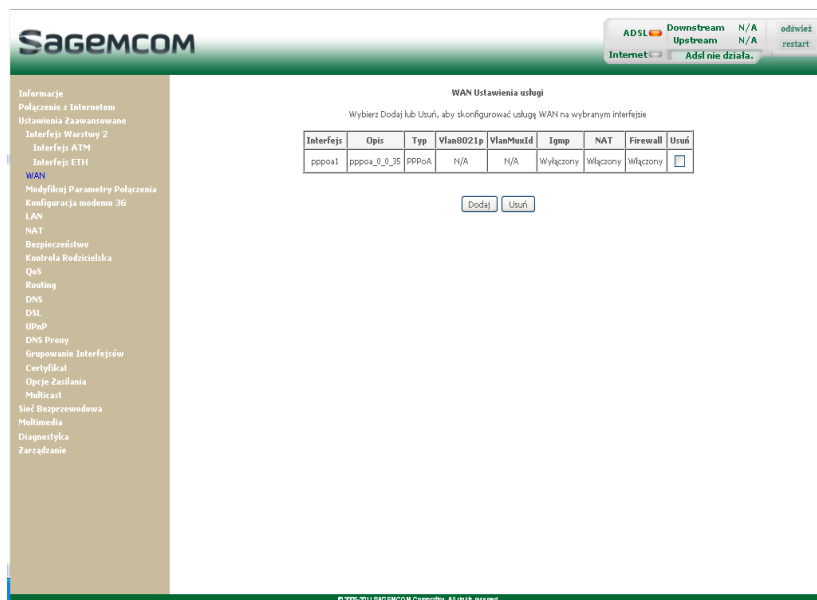 Sagemcom
ADSL Downstream N/A
Upstream N/A
Internet Adsl nie działa.
odśwież
restart
Informacje
Połączenie z Internetem
Ustawienia Zaawansowane
Interfejs Warstwy 2
Interfejs ATM
Interfejs ETH
WAN
Modyfikuj Parametry Połączenia
Konfiguracja modemu 3G
LAN
NAT
Bezpieczeństwo
Kontrola Rodzicielska
QoS
Routing
DNS
DSL
UPnP
DNS Proxy
Grupowanie Interfejsów
Certyfikat
Opcje Zasilania
Multicast
Sieć Bezprzewodowa
Multimedia
Diagnostyka
Zarządzanie
WAN Ustawienia usługi
Wybierz Dodaj lub Usuń, aby skonfigurować usługę WAN na wybranym interfejsie
Interfejs Opis Typ Vlan8021p VlanMuxId Igmp NAT Firewall Usuń
pppoa1 pppoa_0_0_35 PPPoA N/A N/A Wyłączony Włączony Włączony
Dodaj Usuń